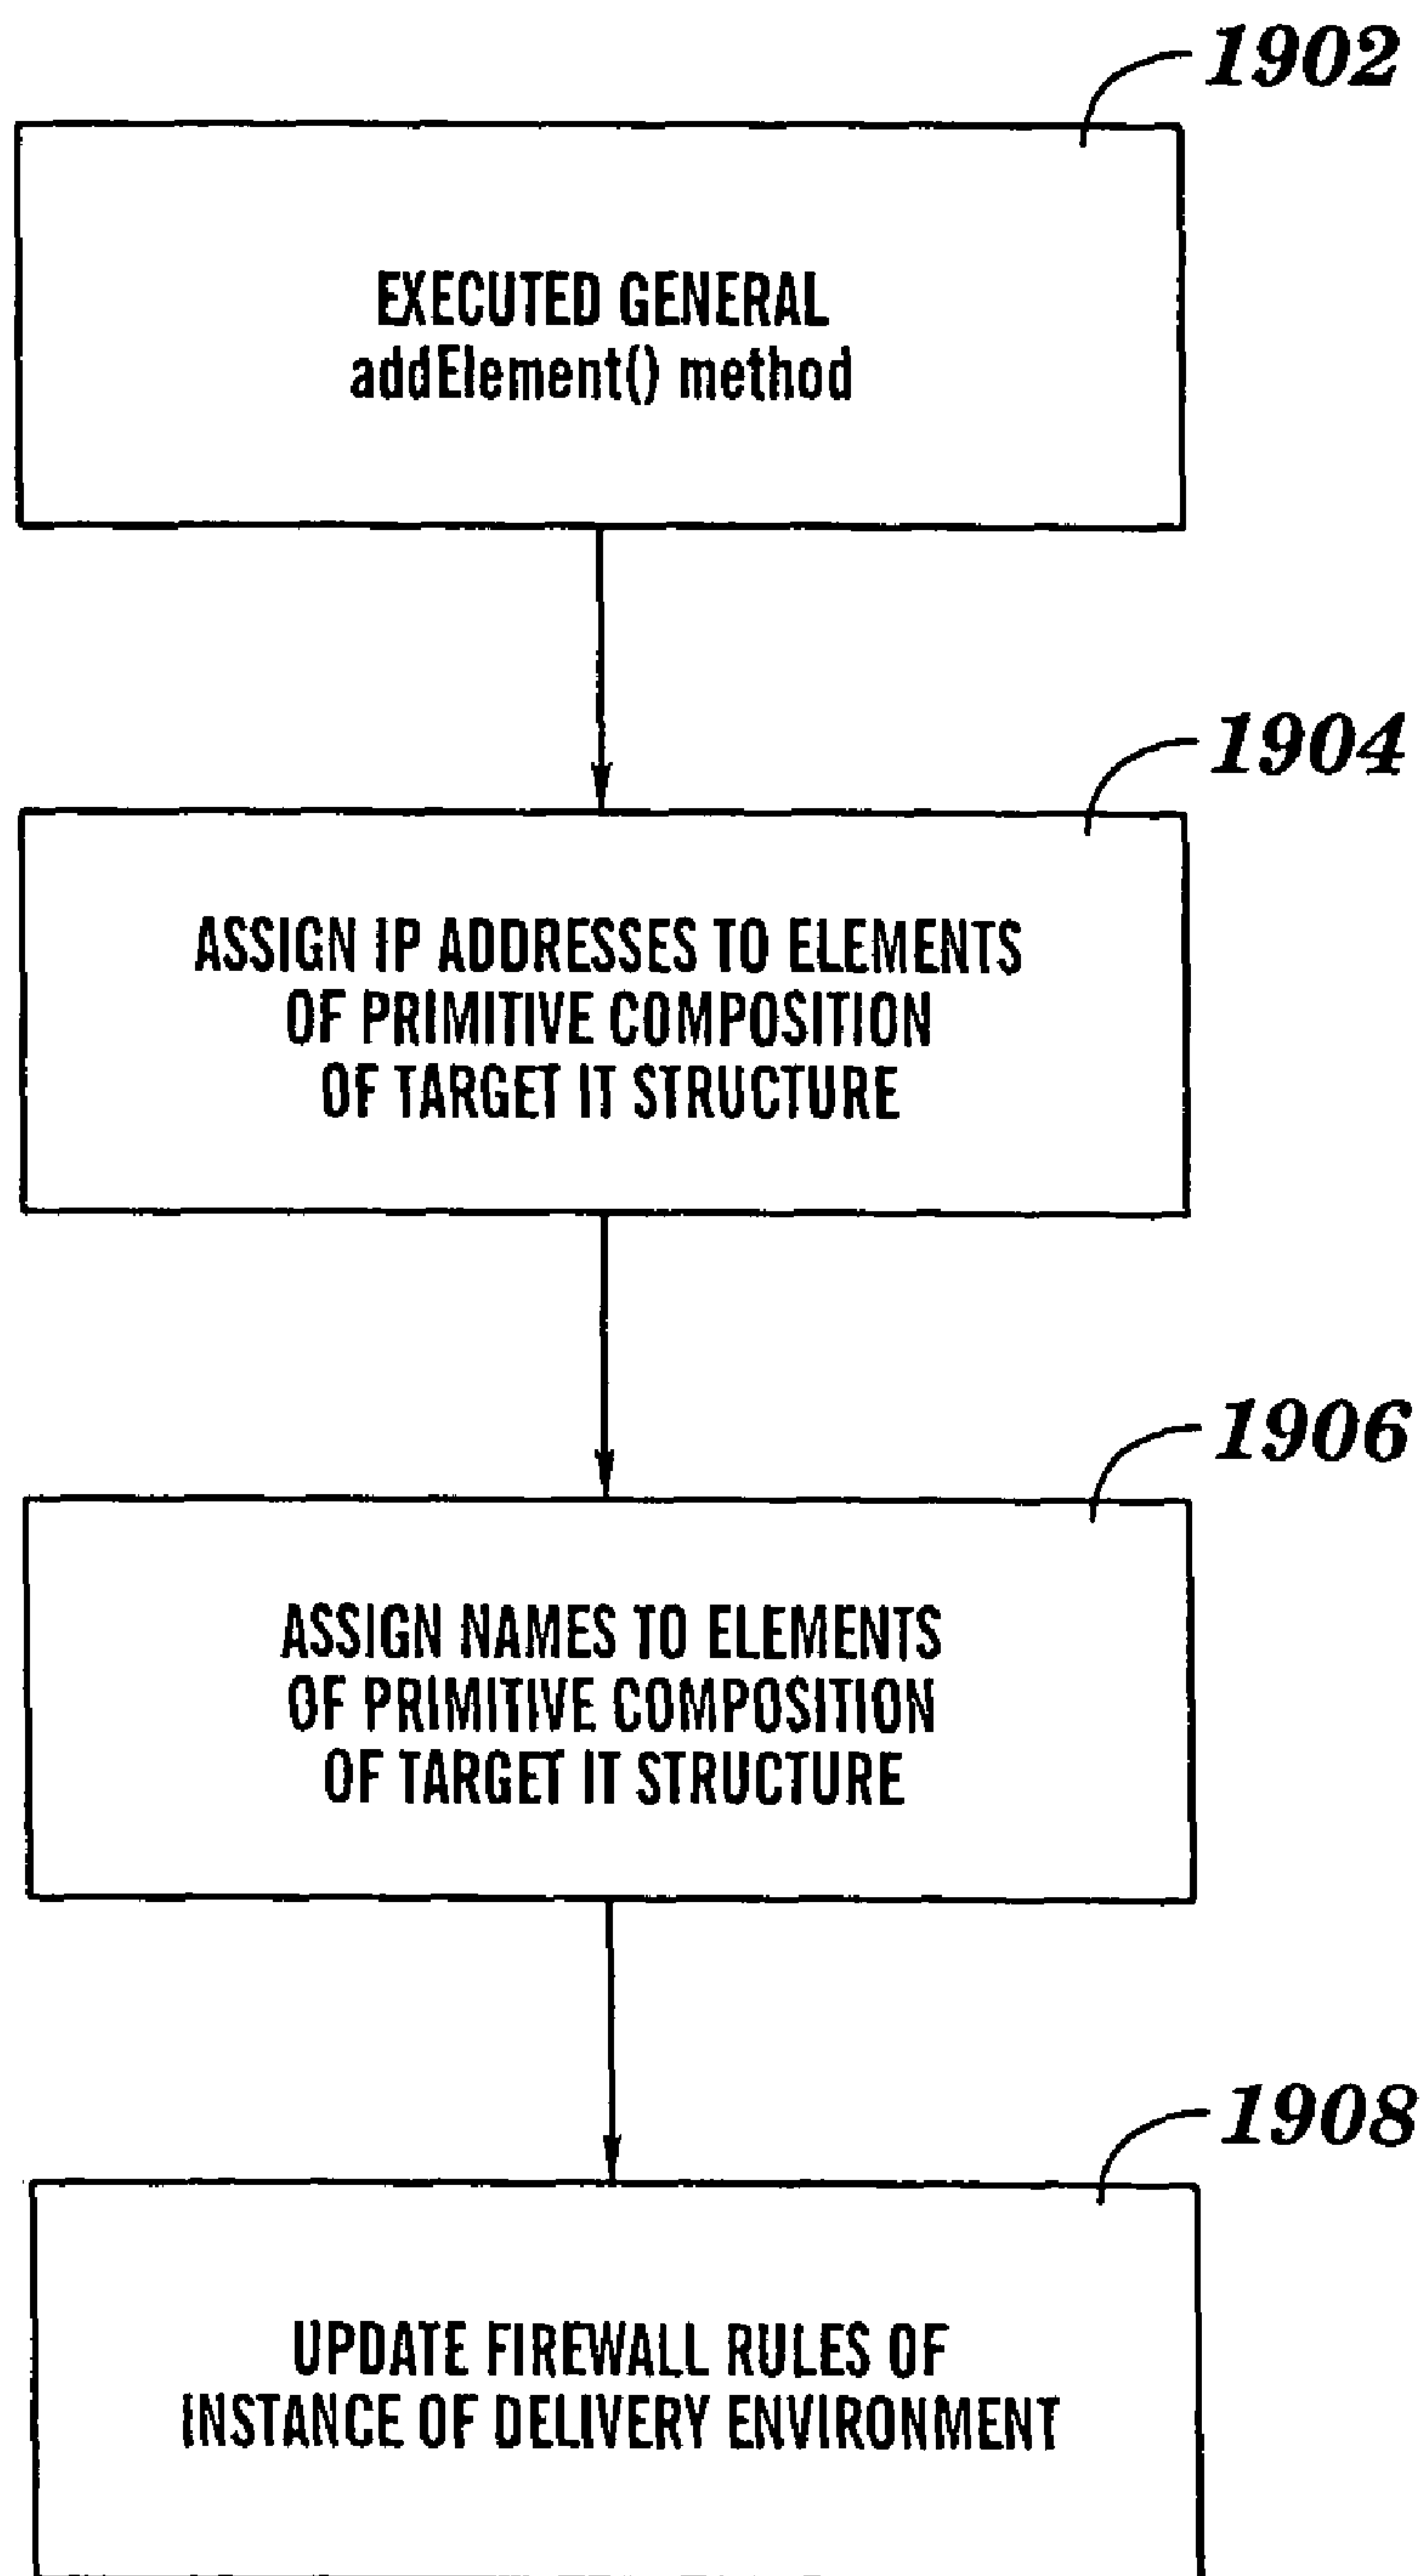 1902
EXECUTED GENERAL
addElement() method
1904
ASSIGN IP ADDRESSES TO ELEMENTS
OF PRIMITIVE COMPOSITION
OF TARGET IT STRUCTURE
1906
ASSIGN NAMES TO ELEMENTS
OF PRIMITIVE COMPOSITION
OF TARGET IT STRUCTURE
1908
UPDATE FIREWALL RULES OF
INSTANCE OF DELIVERY ENVIRONMENT